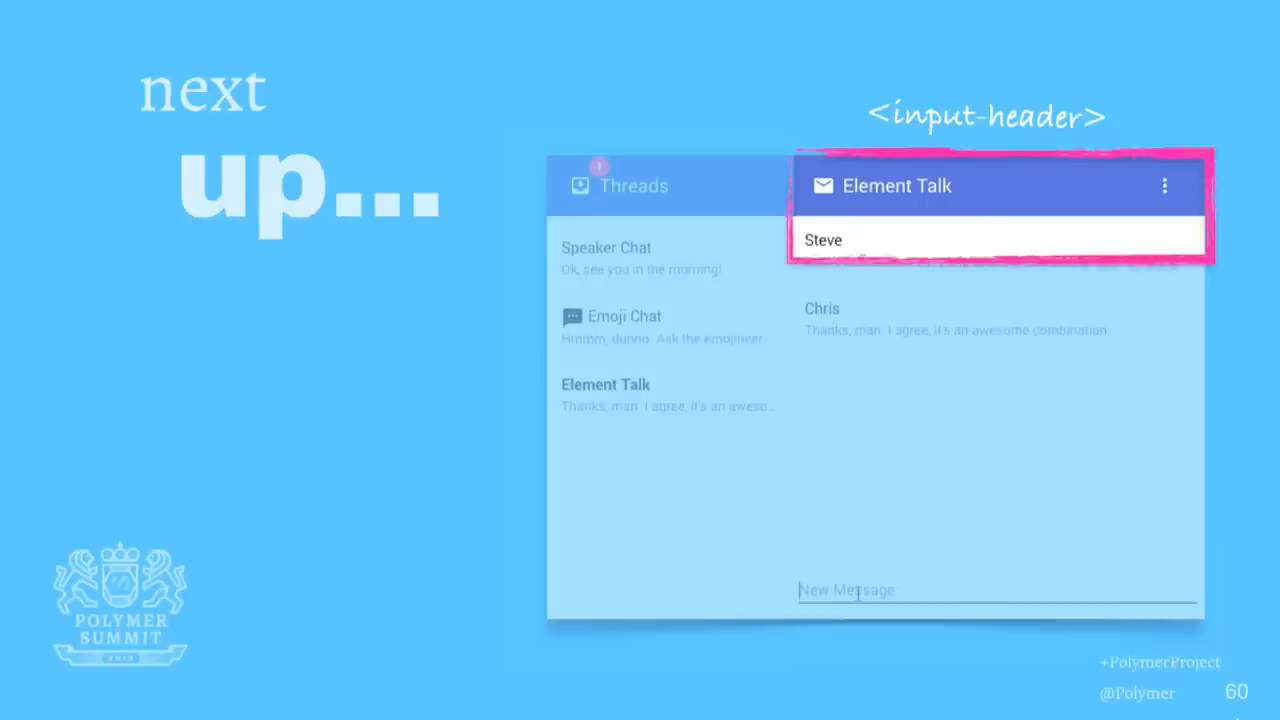 next
up...
<input-header>
1
Threads
Element Talk
Steve
Speaker Chat
Ok, see you in the morning!
Emoji Chat
Hmmm, dunno. Ask the emojineer
Element Talk
Thanks, man. I agree, it's an aweso...
Chris
Thanks, man. I agree, it's an awesome combination
New Message
POLYMER
SUMMIT
2015
+PolymerProject
@Polymer
60